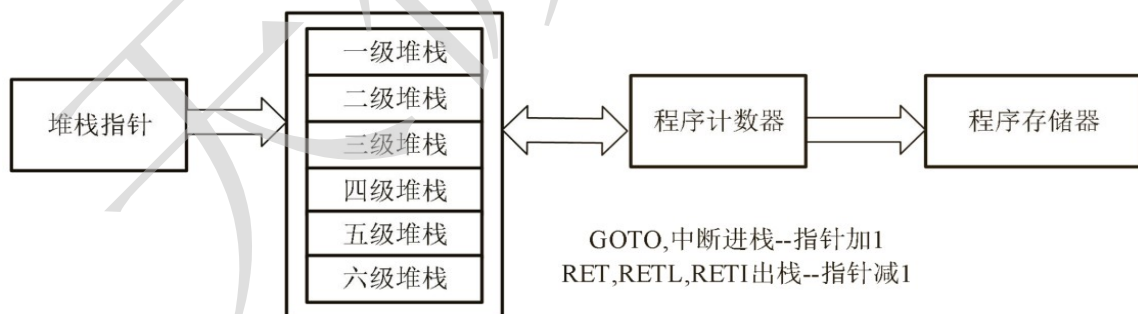 一级堆栈
二级堆栈
三级堆栈
四级堆栈
五级堆栈
六级堆栈
堆栈指针
程序计数器
程序存储器
GOTO,中断进栈--指针加1
RET,RETL,RETI出栈--指针减1